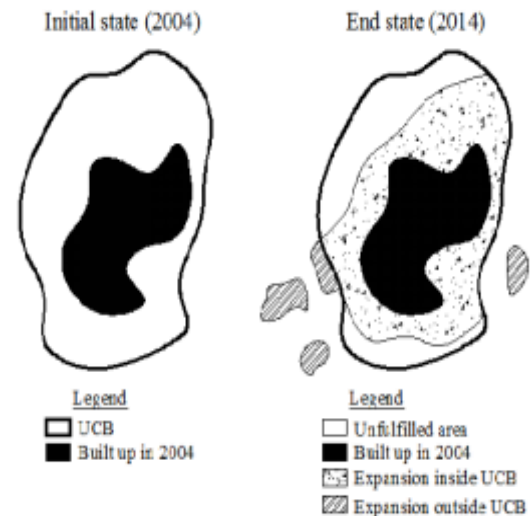 Initial state (2004)
End state (2014)
Legend
UCB
Built up in 2004
Legend
Unfulfilled area
Built up in 2004
Expansion inside UCB
Expansion outside UCB